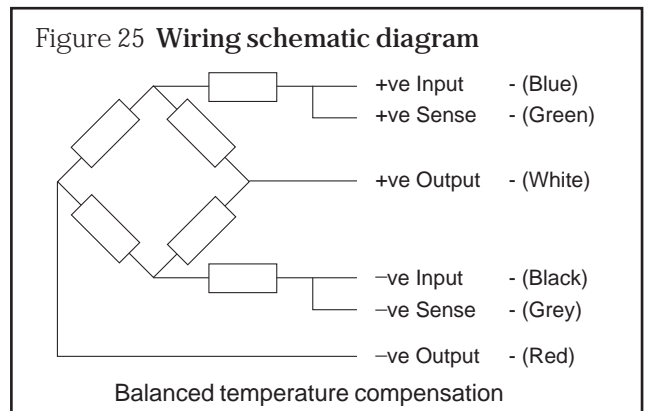 Figure 25 Wiring schematic diagram
+ve Input - (Blue)
+ve Sense - (Green)
+ve Output - (White)
−ve Input - (Black)
−ve Sense - (Grey)
−ve Output - (Red)
Balanced temperature compensation